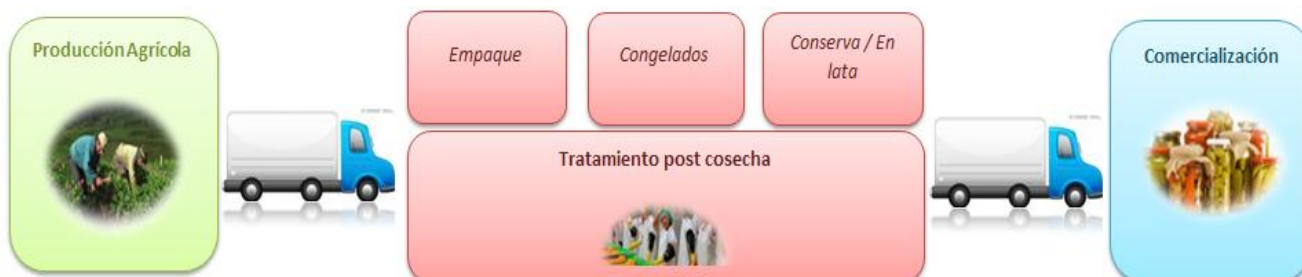 Producción Agrícola
Empaque
Congelados
Conserva / En
lata
Tratamiento post cosecha
Comercialización